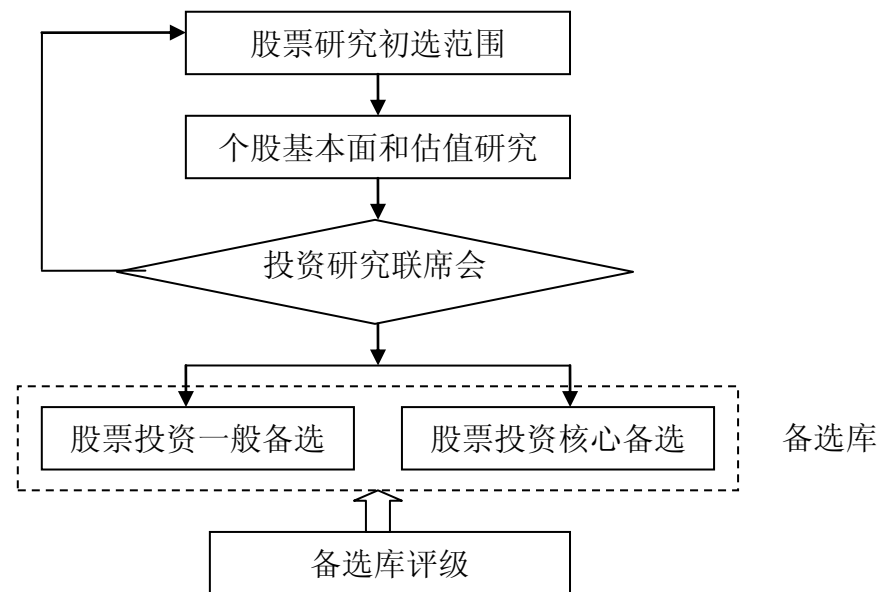 股票研究初选范围
个股基本面和估值研究
投资研究联席会
股票投资一般备选
股票投资核心备选
备选库
备选库评级